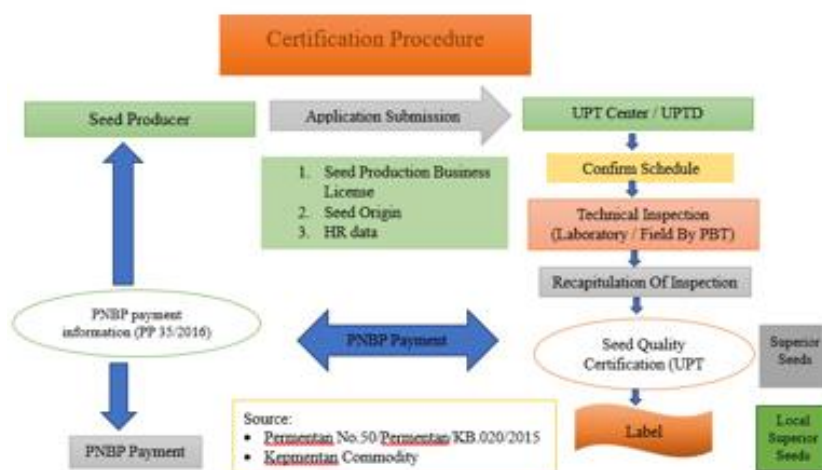 Certification Procedure
Seed Producer
Application Submission
UPT Center / UPTD
1. Seed Production Business
License
2. Seed Origin
3. HR data
Confirm Schedule
Technical Inspection
(Laboratory / Field By PBT)
Recapitulation Of Inspection
PNBP payment
information (PP 35/2016)
PNBP Payment
Seed Quality
Certification (UPT
Superior
Seeds
PNBP Payment
Source:
• Permentan No.50/Permentan/KB.020/2015
• Kepmentan Commodity
Label
Local
Superior
Seeds